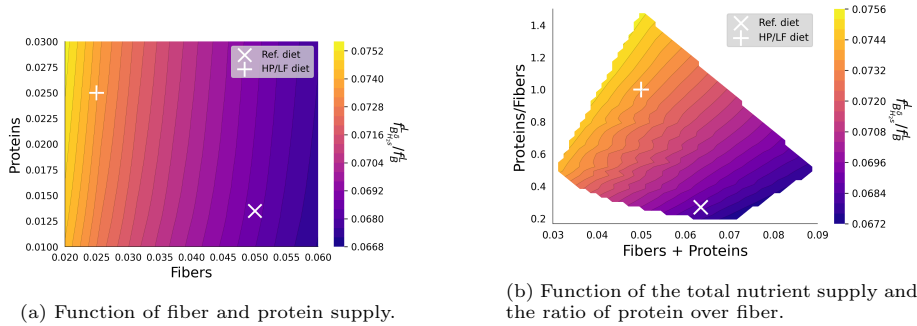 Ref. diet
HP/LF diet
0.0300
0.0275
0.0250
0.0225
0.0200
0.0175
0.0150
0.0125
0.0100
Proteins
0.020 0.025 0.030 0.035 0.040 0.045 0.050 0.055 0.060
Fibers
0.0752
0.0740
0.0728
0.0716
0.0704
0.0692
0.0680
0.0668
(a) Function of fiber and protein supply.
Ref. diet
HP/LF diet
1.4
1.2
1.0
0.8
0.6
0.4
0.2
Proteins/Fibers
0.03 0.04 0.05 0.06 0.07 0.08 0.09
Fibers + Proteins
0.0756
0.0744
0.0732
0.0720
0.0708
0.0696
0.0684
0.0672
(b) Function of the total nutrient supply and
the ratio of protein over fiber.